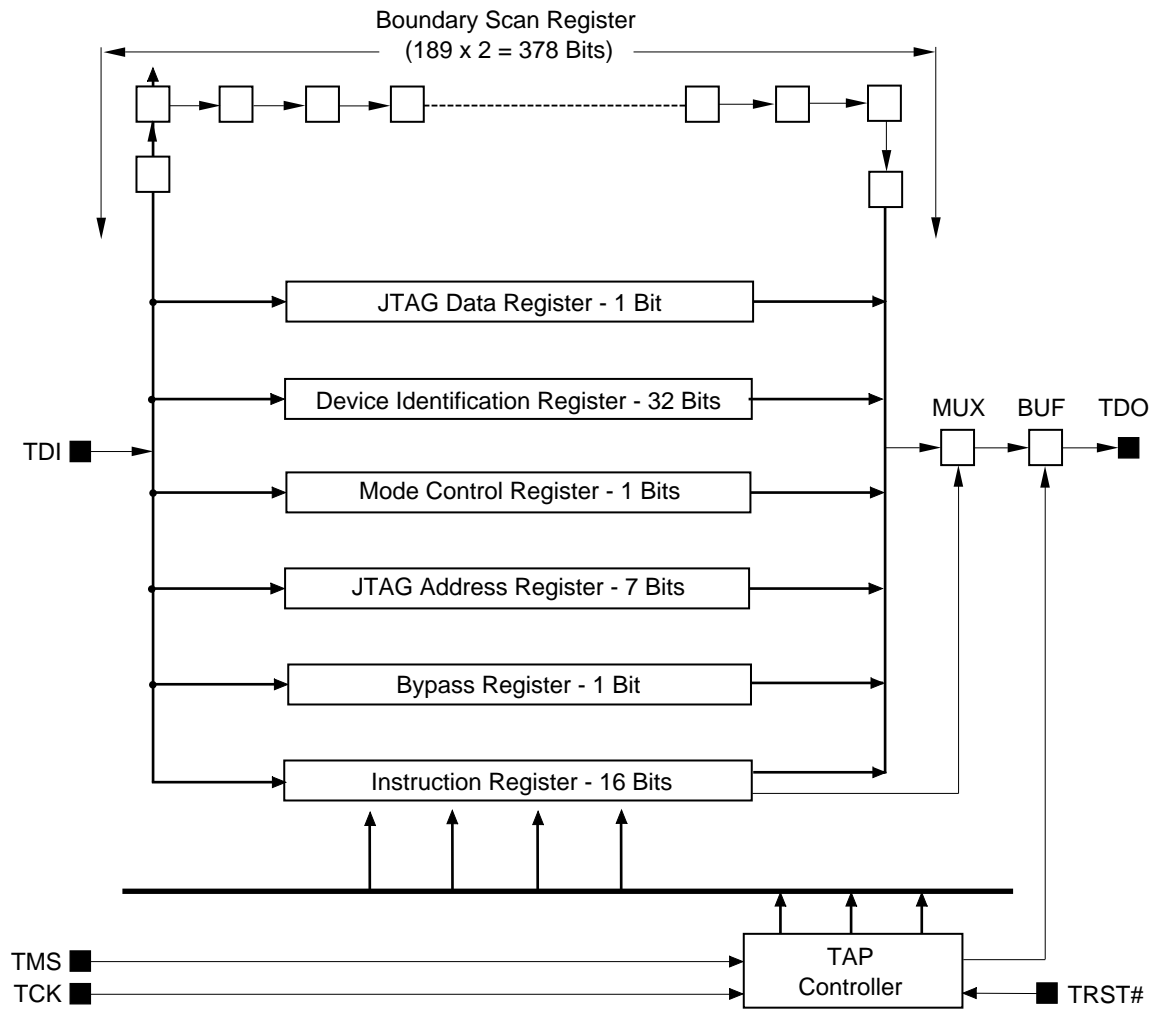 Boundary Scan Register
(189 x 2 = 378 Bits)
JTAG Data Register - 1 Bit
Device Identification Register - 32 Bits
MUX
BUF
TDO
TDI
Mode Control Register - 1 Bits
JTAG Address Register - 7 Bits
Bypass Register - 1 Bit
Instruction Register - 16 Bits
TMS
TAP
Controller
TCK
TRST#